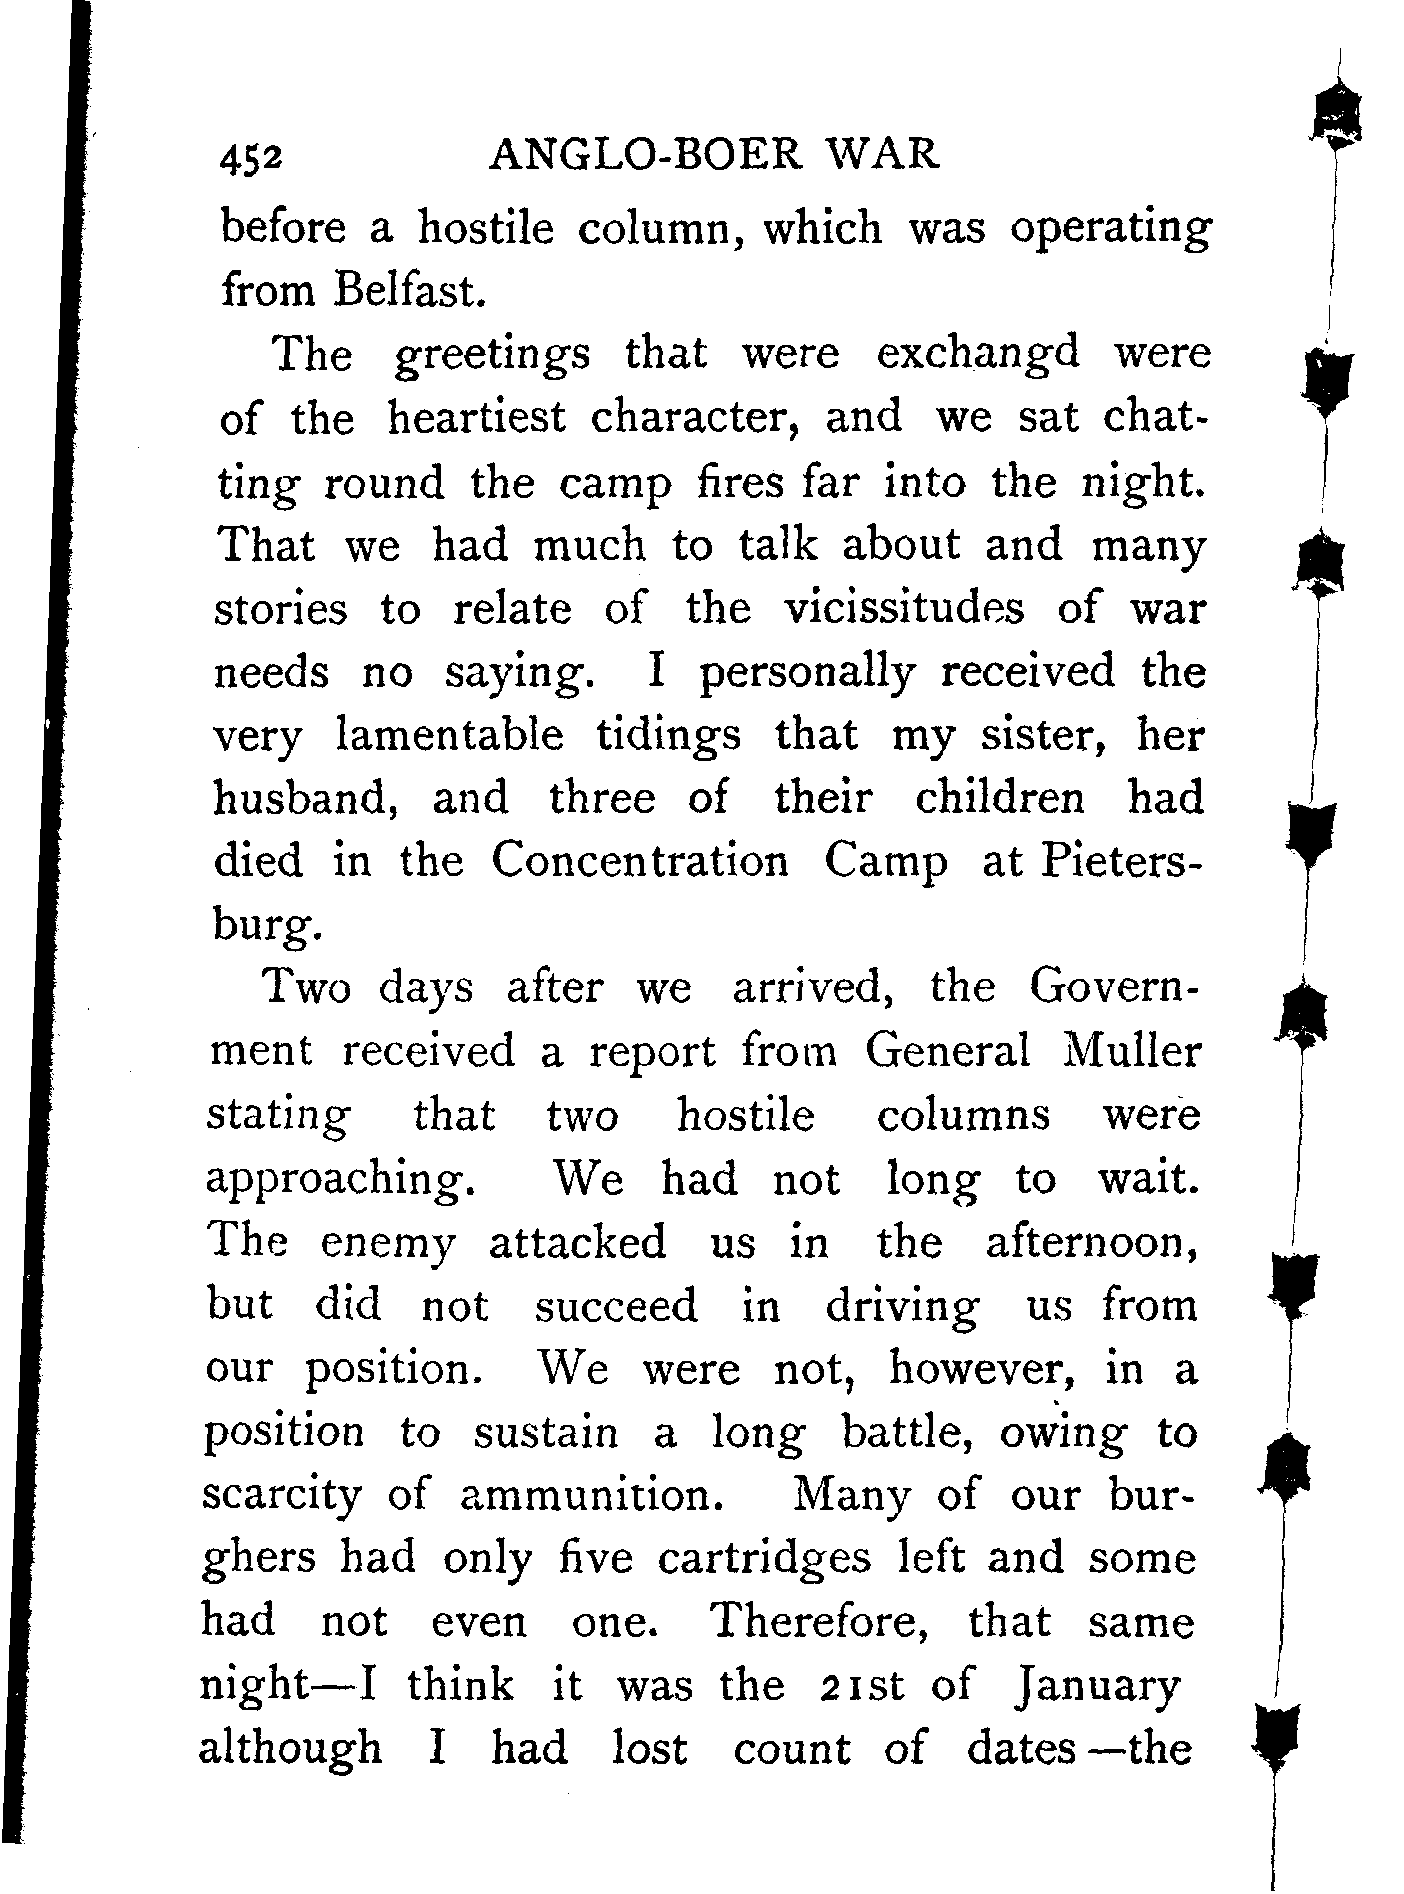 452 ANGLO-BOER WAR
before a hostile column, which was operating
from Belfast.
The greetings that were exchangd were
of the heartiest character, and we sat chat-
ting round the camp fires far into the night.
That we had much to talk about and many
stories to relate of the vicissitudes of war
needs no saying. I personally received the
very lamentable tidings that my sister, her
husband, and three of their children had
died in the Concentration Camp at Pieters-
burg.
Two days after we arrived, the Govern-
ment received a report from General Muller
stating that two hostile columns were
approaching. We had not long to wait.
The enemy attacked us in the afternoon,
but did not succeed in driving us from
our position. We were not, however, in a
position to sustain a long battle, owing to
scarcity of ammunition. Many of our bur-
ghers had only five cartridges left and some
had not even one. Therefore, that same
night—I think it was the 21st of January
although I had lost count of dates—the